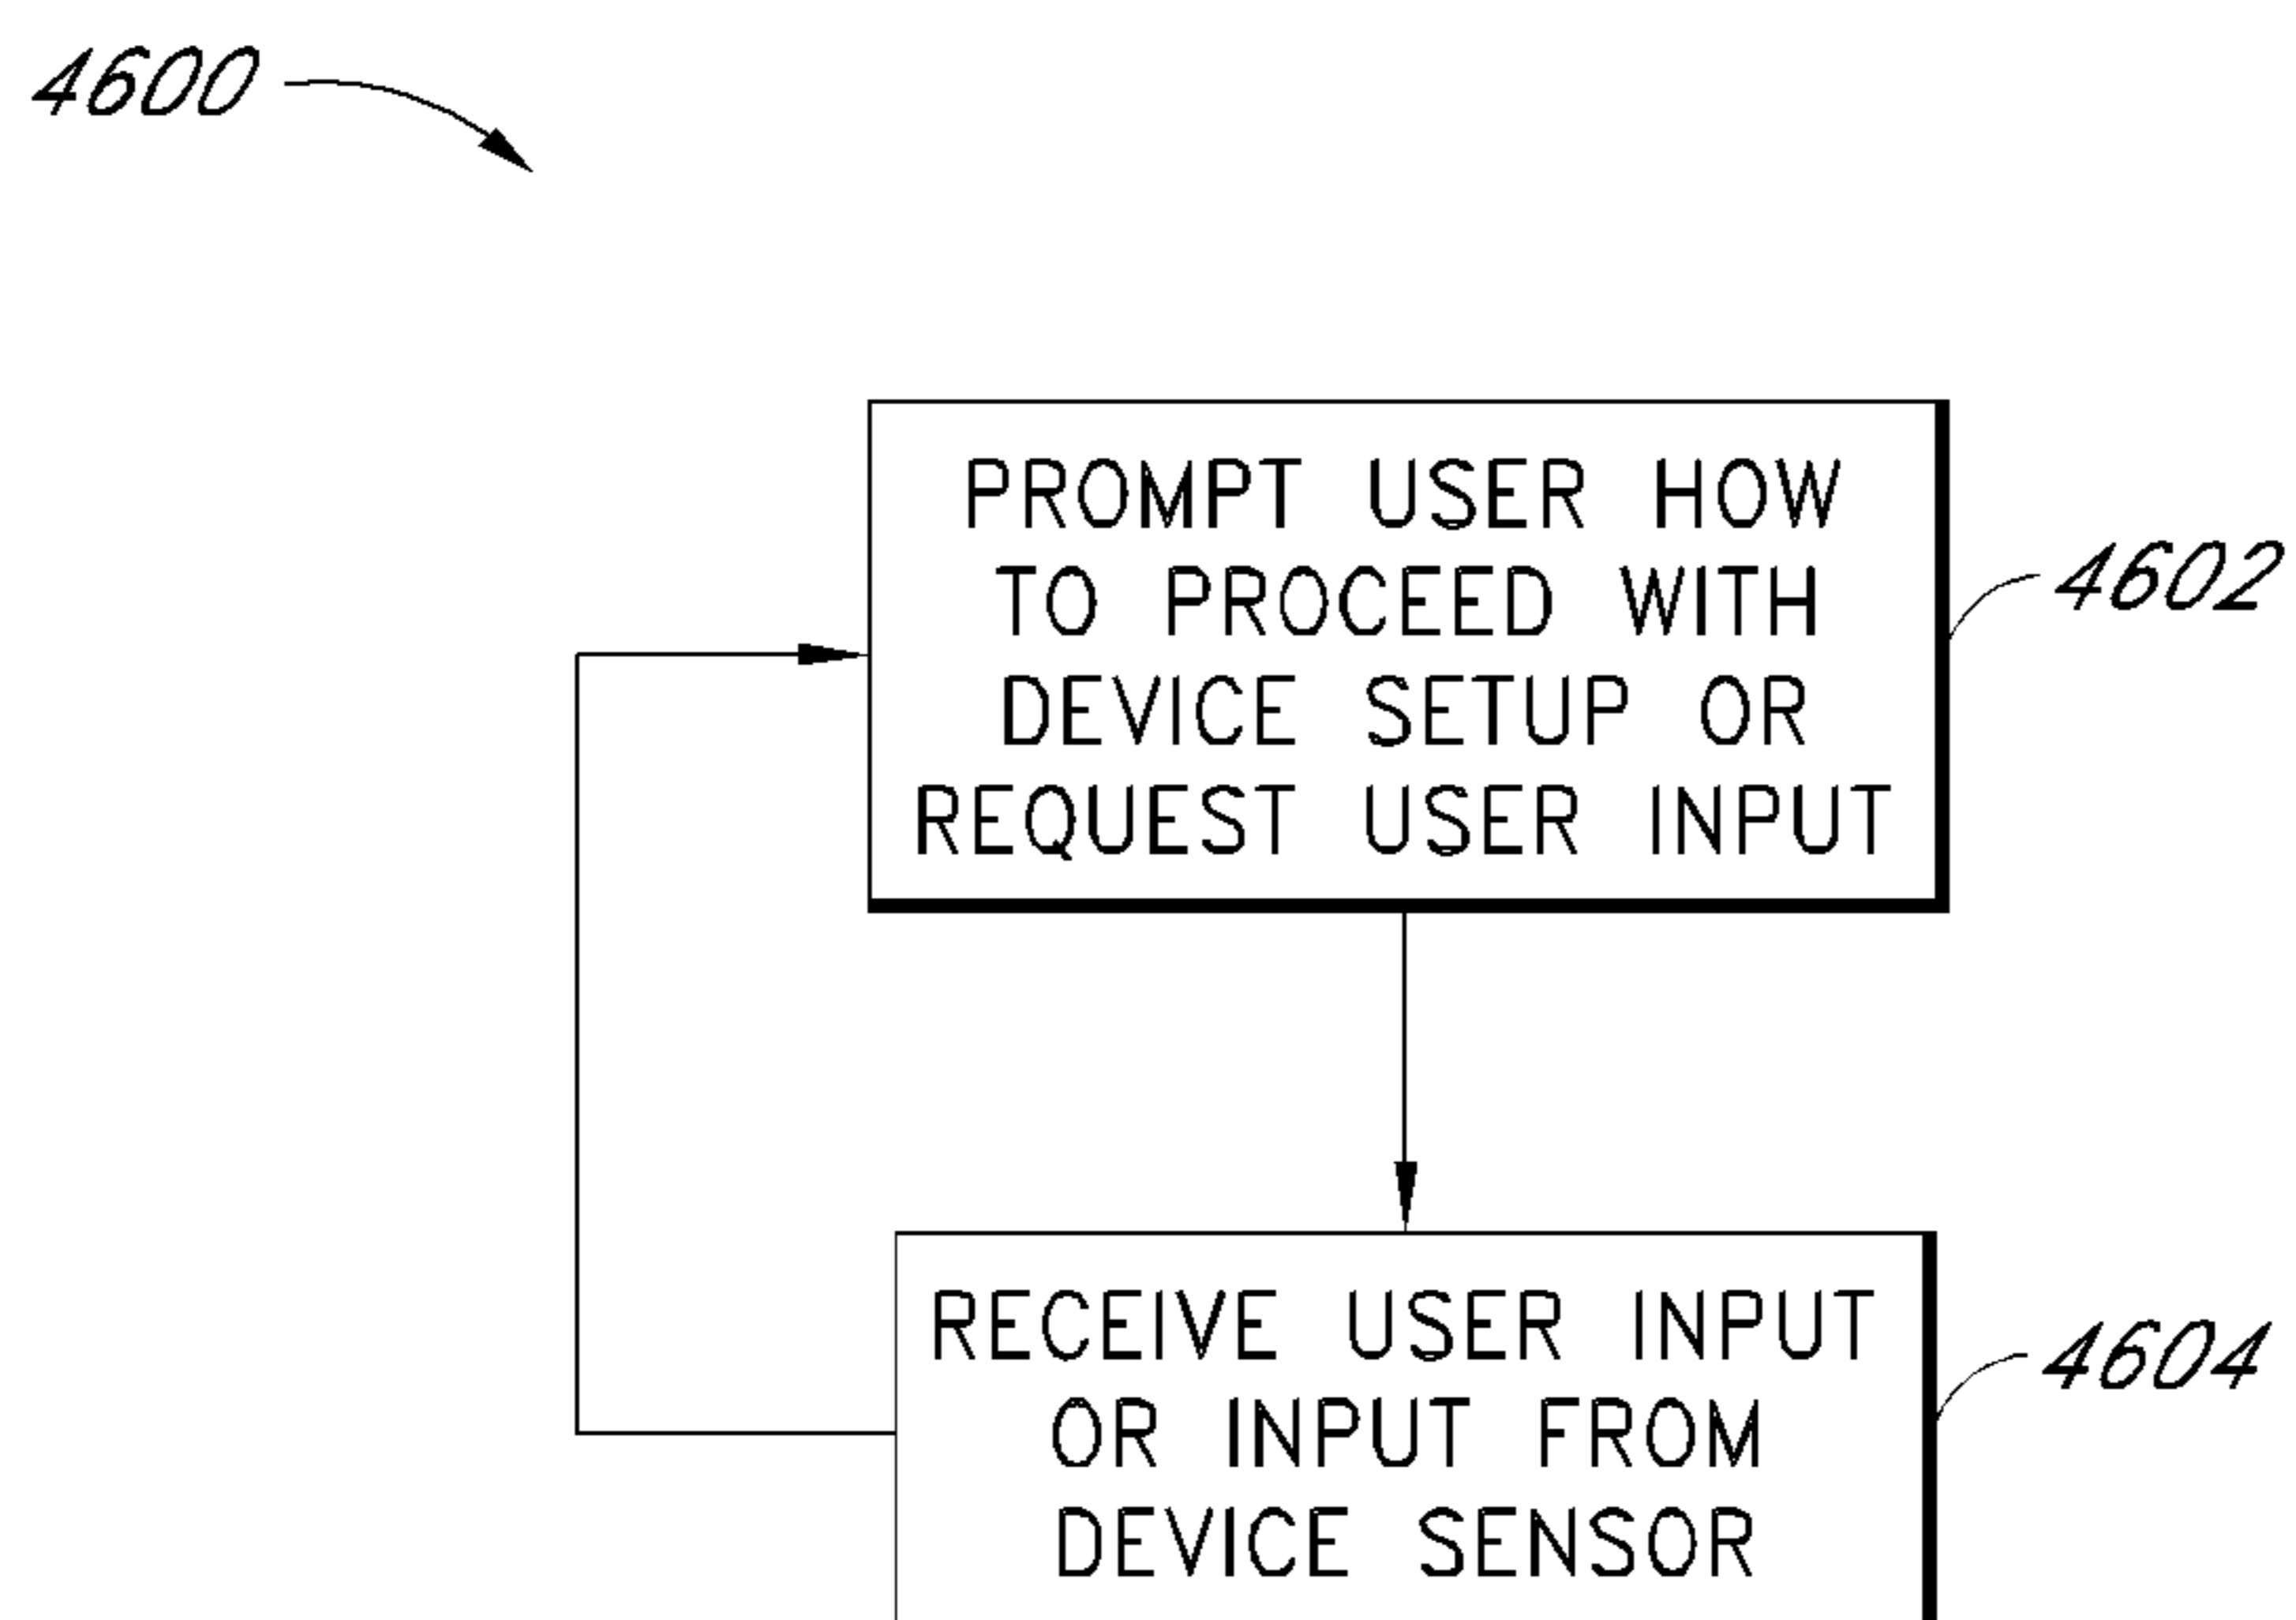 4600
PROMPT USER HOW
TO PROCEED WITH
DEVICE SETUP OR
REQUEST USER INPUT
4602
RECEIVE USER INPUT
OR INPUT FROM
DEVICE SENSOR
4604